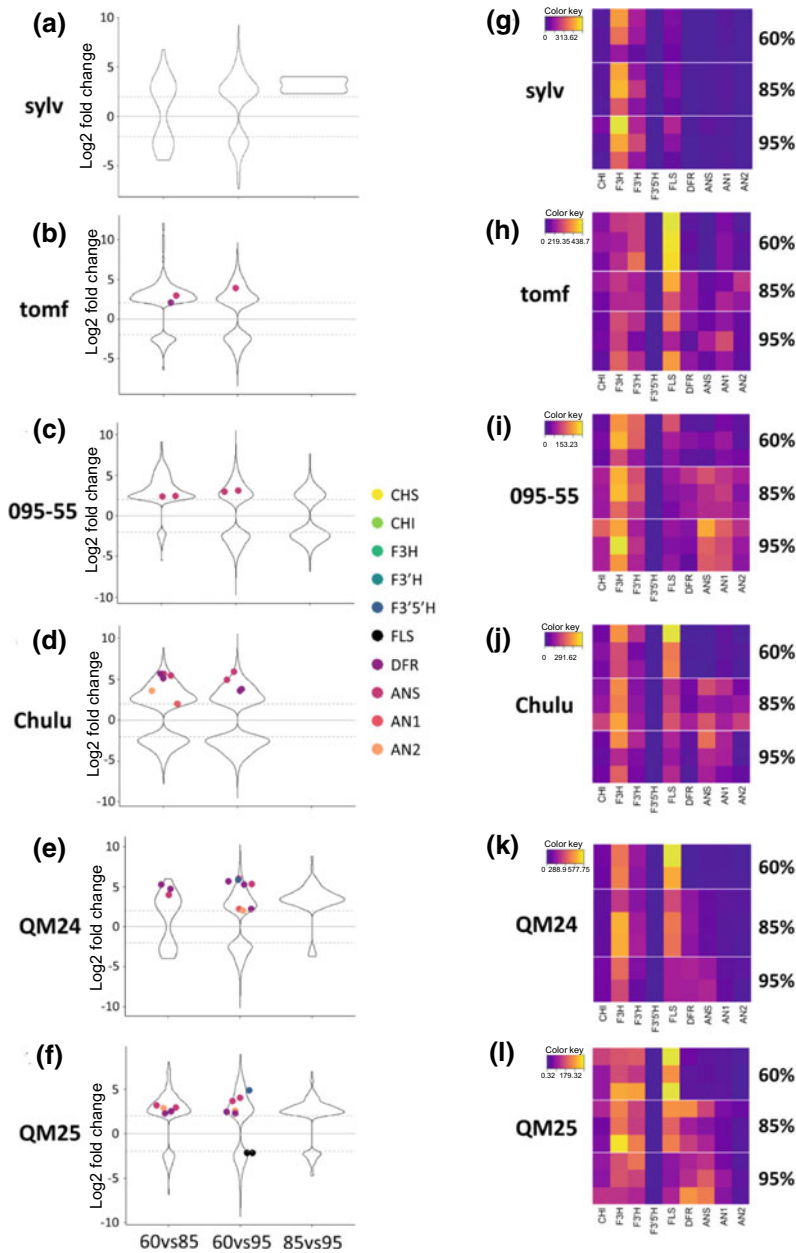 (a)
sylv
Log2 fold change
10
5
0
-5
(b)
tomf
Log2 fold change
10
5
0
-5
(c)
095-55
Log2 fold change
10
5
0
-5
-10
(d)
Chulu
Log2 fold change
10
5
0
-5
-10
(e)
QM24
Log2 fold change
10
5
0
-5
-10
(f)
QM25
Log2 fold change
10
5
0
-5
-10
60vs85 60vs95 85vs95
CHS
CHI
F3H
F3'H
F3'5'H
FLS
DFR
ANS
AN1
AN2
(g)
Color key
0 313.62
sylv
60%
85%
95%
CHI F3H F3'H F3'5'H FLS DFR ANS AN1 AN2
(h)
Color key
0 219.35 438.7
tomf
60%
85%
95%
CHI F3H F3'H F3'5'H FLS DFR ANS AN1 AN2
(i)
Color key
0 153.23
095-55
60%
85%
95%
CHI F3H F3'H F3'5'H FLS DFR ANS AN1 AN2
(j)
Color key
0 291.62
Chulu
60%
85%
95%
CHI F3H F3'H F3'5'H FLS DFR ANS AN1 AN2
(k)
Color key
0 288.9 577.75
QM24
60%
85%
95%
CHI F3H F3'H F3'5'H FLS DFR ANS AN1 AN2
(l)
Color key
0.32 179.32
QM25
60%
85%
95%
CHI F3H F3'H F3'5'H FLS DFR ANS AN1 AN2